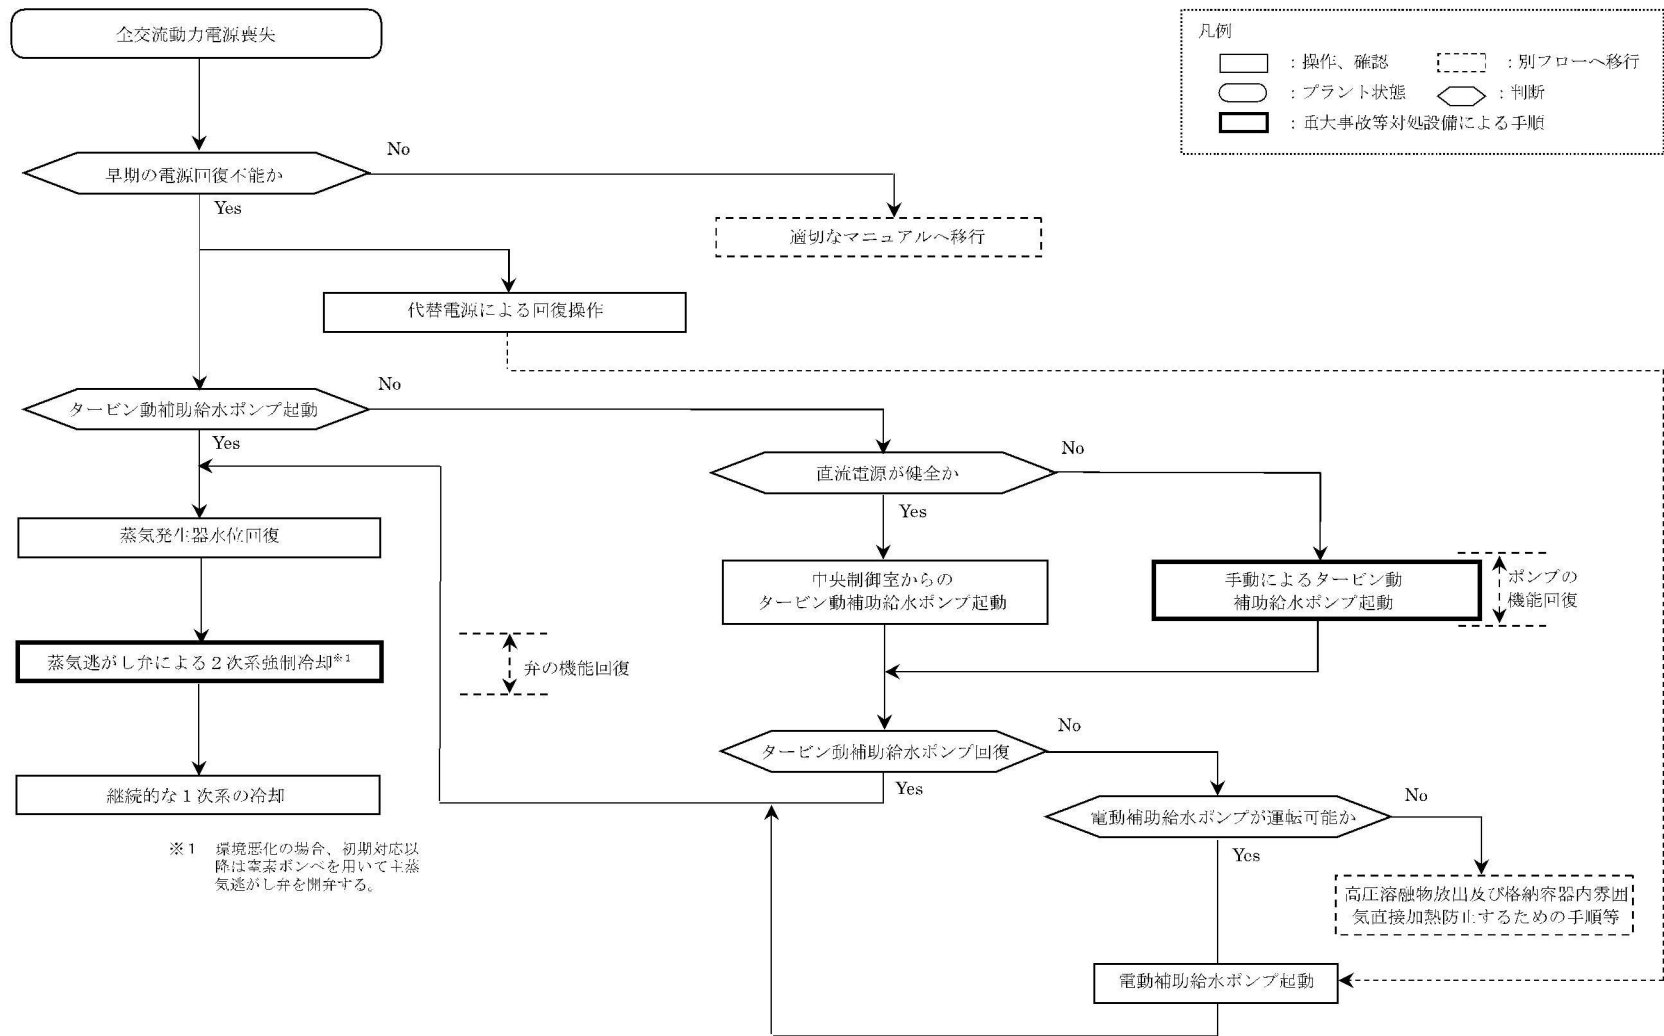 全交流動力電源喪失
凡例
：操作、確認
：別フローへ移行
：プラント状態
：判断
：重大事故等対処設備による手順
早期の電源回復不能か
No
Yes
適切なマニュアルへ移行
代替電源による回復操作
タービン動補助給水ポンプ起動
No
Yes
直流電源が健全か
No
Yes
蒸気発生器水位回復
中央制御室からの
タービン動補助給水ポンプ起動
手動によるタービン動
補助給水ポンプ起動
ポンプの
機能回復
蒸気逃がし弁による２次系強制冷却※1
弁の機能回復
タービン動補助給水ポンプ回復
No
Yes
継続的な１次系の冷却
電動補助給水ポンプが運転可能か
No
Yes
※１　環境悪化の場合、初期対応以
降は窒素ボンベを用いて主蒸
気逃がし弁を開弁する。
高圧溶融物放出及び格納容器内雰囲
気直接加熱防止するための手順等
電動補助給水ポンプ起動